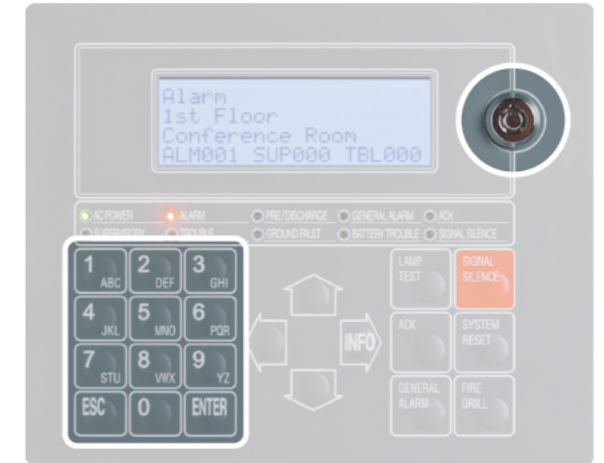 Alarm
1st Floor
Conference Room
ALM001 SUP000 TBL000
AC POWER ALARM PRE/DISCHARGE GENERAL ALARM ACK
SUPERVISORY TROUBLE GROUND FAULT BATTERY TROUBLE SIGNAL SILENCE
1 ABC 2 DEF 3 GHI
4 JKL 5 MNO 6 PQR
7 STU 8 VWX 9 YZ
ESC 0 ENTER
INFO
LAMP TEST
SIGNAL SILENCE
ACK
SYSTEM RESET
GENERAL ALARM
FIRE DRILL